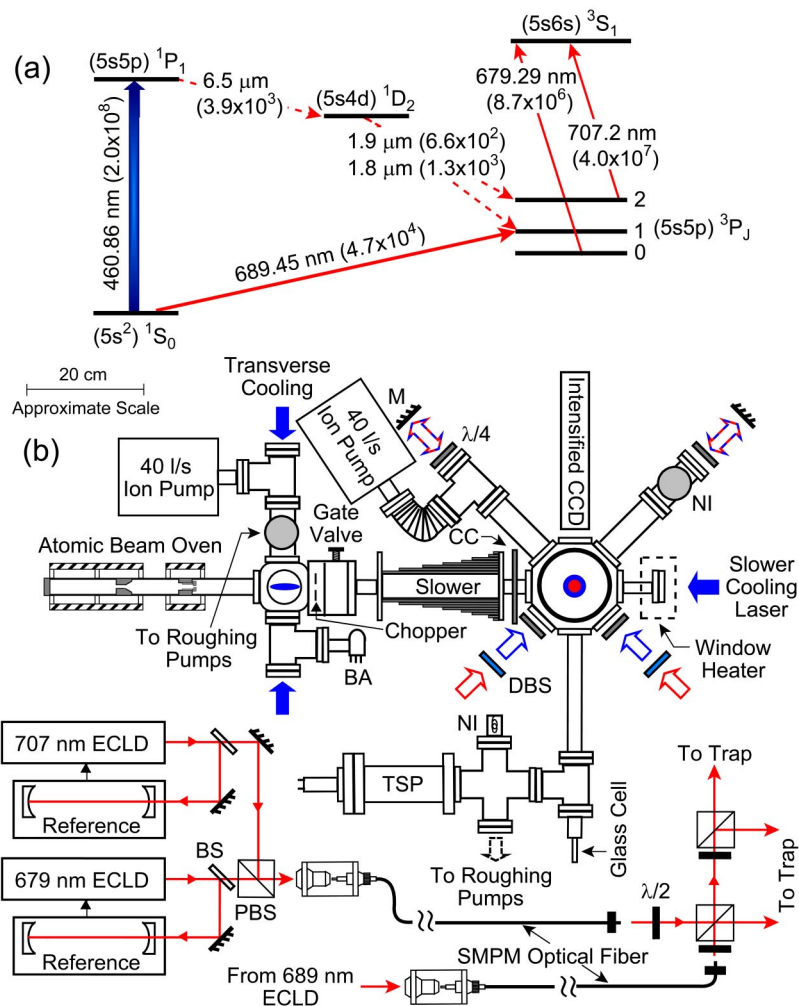 (a)
(5s5p) ¹P₁
6.5 μm
(3.9x10³)
(5s4d) ¹D₂
(5s6s) ³S₁
679.29 nm
(8.7x10⁶)
707.2 nm
(4.0x10⁷)
1.9 μm (6.6x10²)
1.8 μm (1.3x10³)
460.86 nm (2.0x10⁸)
689.45 nm (4.7x10⁴)
2
1 (5s5p) ³P_J
0
(5s²) ¹S₀
20 cm
Approximate Scale
(b)
Transverse
Cooling
40 l/s
Ion Pump
40 l/s
Ion Pump
M
λ/4
Intensified CCD
NI
Gate
Valve
CC
Atomic Beam Oven
Slower
Slower
Cooling
Laser
To Roughing
Pumps
Chopper
BA
DBS
Window
Heater
NI
TSP
Glass Cell
To Roughing
Pumps
707 nm ECLD
Reference
679 nm ECLD
Reference
BS
PBS
To Trap
To Trap
λ/2
SMPM Optical Fiber
From 689 nm
ECLD